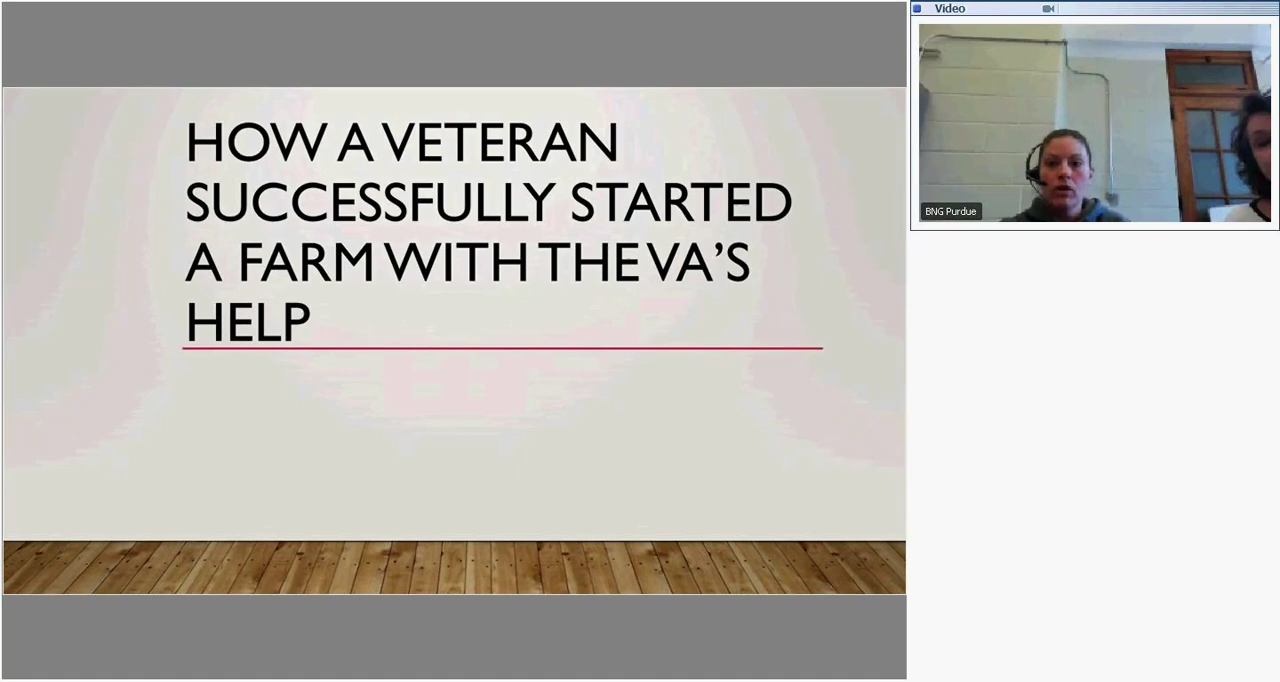 HOW A VETERAN
SUCCESSFULLY STARTED
A FARM WITH THE VA'S
HELP
Video
BNG Purdue